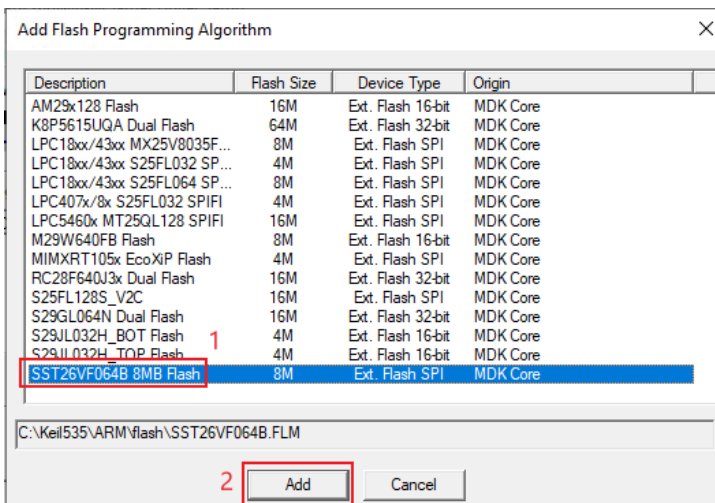 Add Flash Programming Algorithm
Description Flash Size Device Type Origin
AM29x128 Flash 16M Ext. Flash 16-bit MDK Core
K8P5615UQA Dual Flash 64M Ext. Flash 32-bit MDK Core
LPC18xx/43xx MX25V8035F... 8M Ext. Flash SPI MDK Core
LPC18xx/43xx S25FL032 SP... 4M Ext. Flash SPI MDK Core
LPC18xx/43xx S25FL064 SP... 8M Ext. Flash SPI MDK Core
LPC407x/8x S25FL032 SPIFI 4M Ext. Flash SPI MDK Core
LPC5460x MT25QL128 SPIFI 16M Ext. Flash SPI MDK Core
M29W640FB Flash 8M Ext. Flash 16-bit MDK Core
MIMXRT105x EcoXiP Flash 4M Ext. Flash SPI MDK Core
RC28F640J3x Dual Flash 16M Ext. Flash 32-bit MDK Core
S25FL128S_V2C 16M Ext. Flash SPI MDK Core
S29GL064N Dual Flash 16M Ext. Flash 32-bit MDK Core
S29JL032H_BOT Flash 4M Ext. Flash 16-bit MDK Core
1
S29JL032H_TOP Flash 4M Ext. Flash 16-bit MDK Core
SST26VF064B 8MB Flash 8M Ext. Flash SPI MDK Core
C:\Keil535\ARM\flash\SST26VF064B.FLM
2 Add Cancel